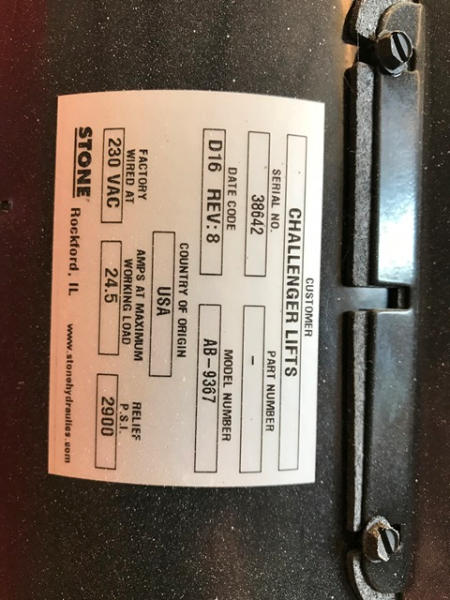 CUSTOMER
CHALLENGER LIFTS
SERIAL NO. PART NUMBER
38642 -
DATE CODE MODEL NUMBER
D16 REV: 8 AB-9367
COUNTRY OF ORIGIN
USA
FACTORY WIRED AT AMPS AT MAXIMUM WORKING LOAD RELIEF P.S.I.
230 VAC 24.5 2900
STONE® Rockford, IL www.stonehydraulics.com